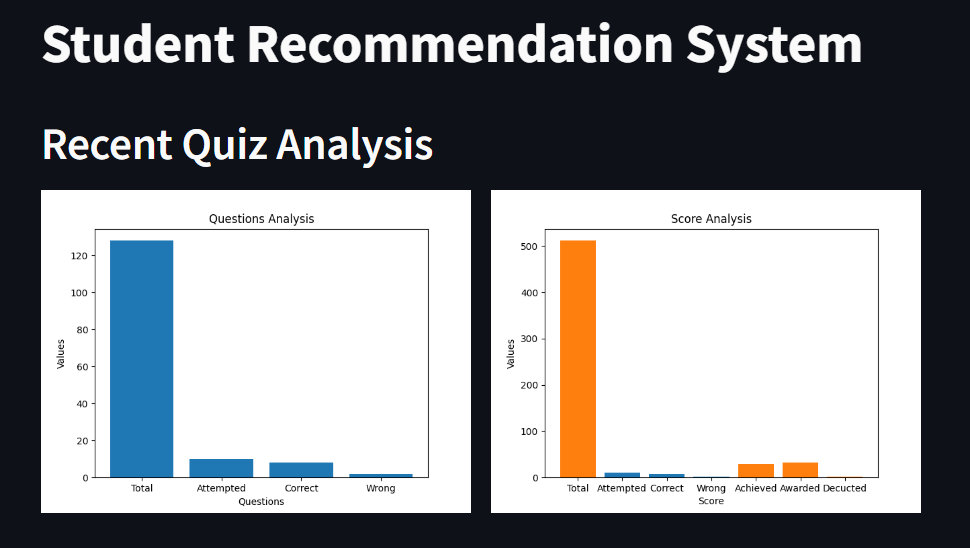 Student Recommendation System
Recent Quiz Analysis
Questions Analysis
Values
120
100
80
60
40
20
0
Total Attempted Correct Wrong
Questions
Score Analysis
Values
500
400
300
200
100
0
Total Attempted Correct Wrong Achieved Awarded Decucted
Score